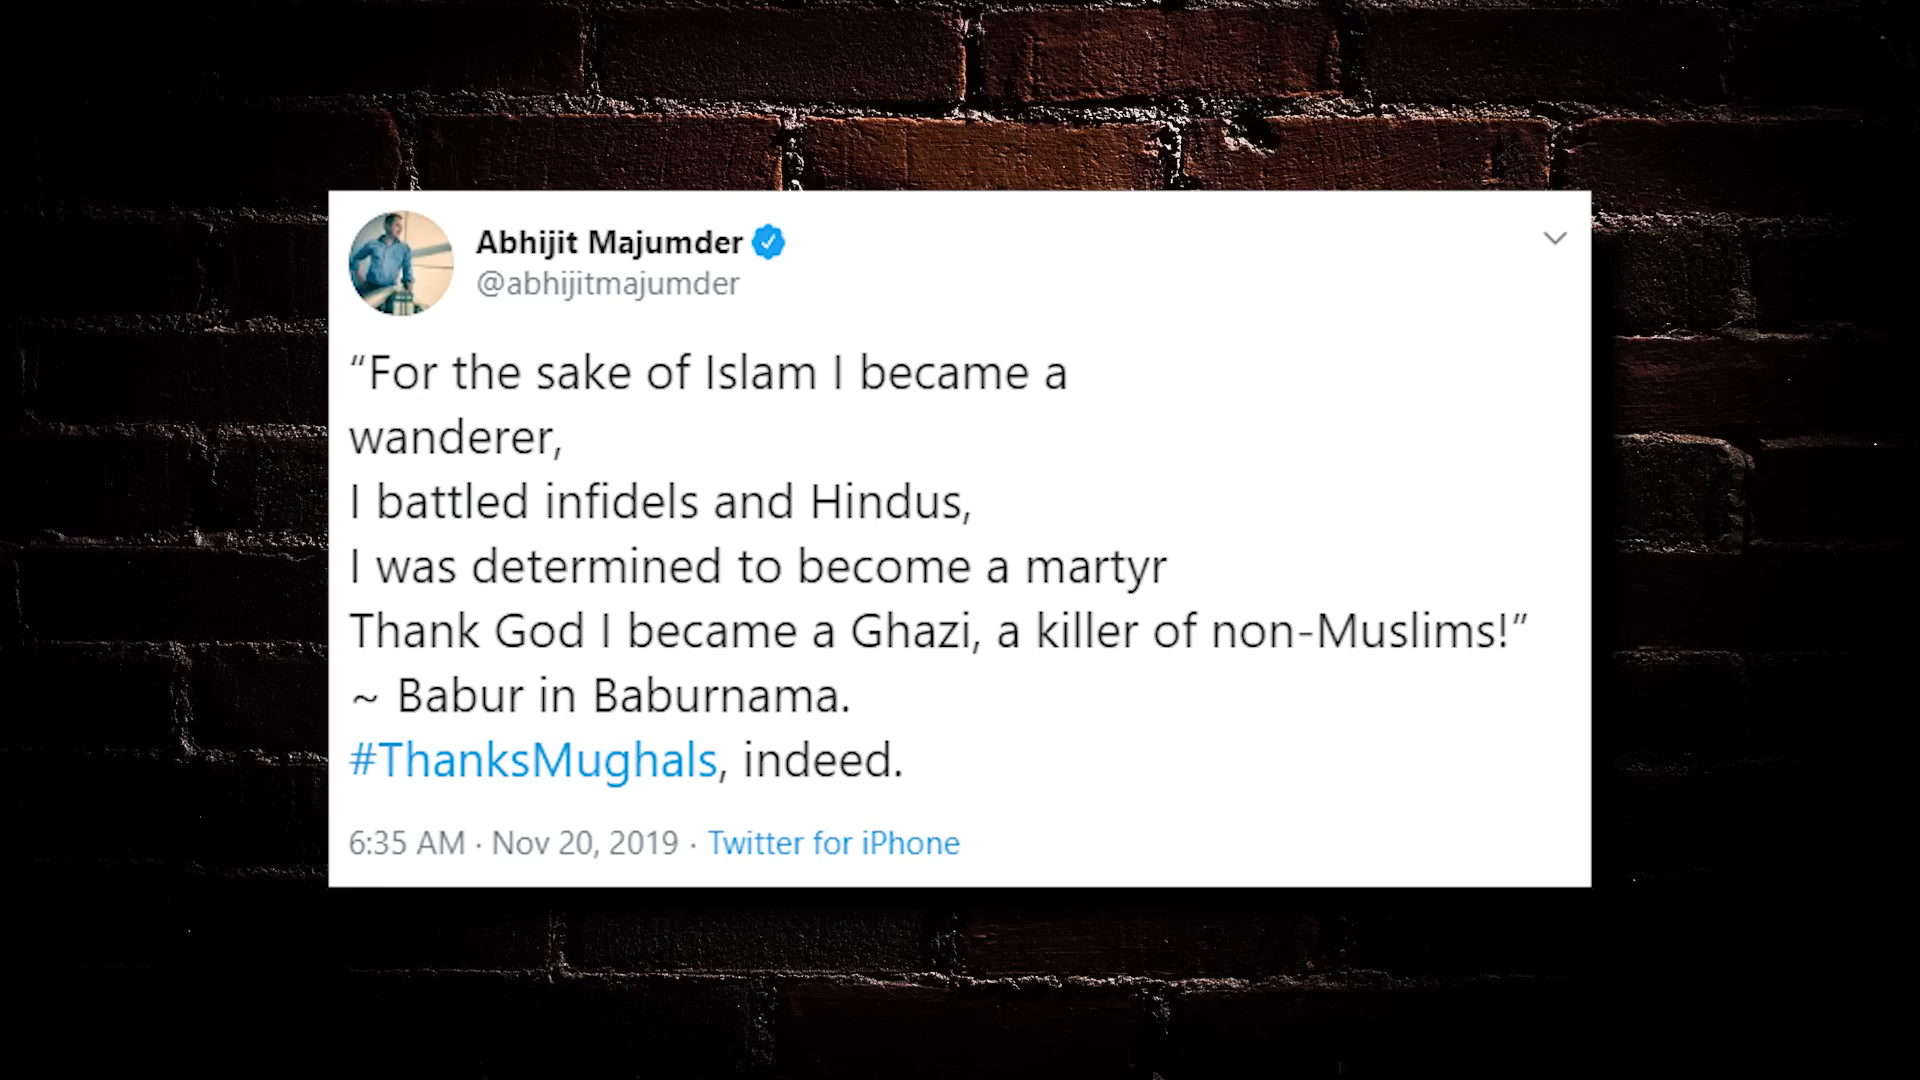 Abhijit Majumder
@abhijitmajumder
“For the sake of Islam I became a
wanderer,
I battled infidels and Hindus,
I was determined to become a martyr
Thank God I became a Ghazi, a killer of non-Muslims!”
~ Babur in Baburnama.
#ThanksMughals, indeed.
6:35 AM · Nov 20, 2019 · Twitter for iPhone